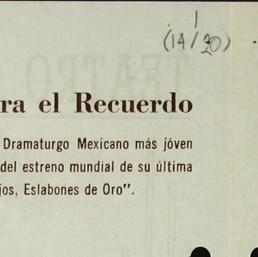 1
(14/20)
ra el Recuerdo
Dramaturgo Mexicano más jóven
del estreno mundial de su última
jos, Eslabones de Oro".